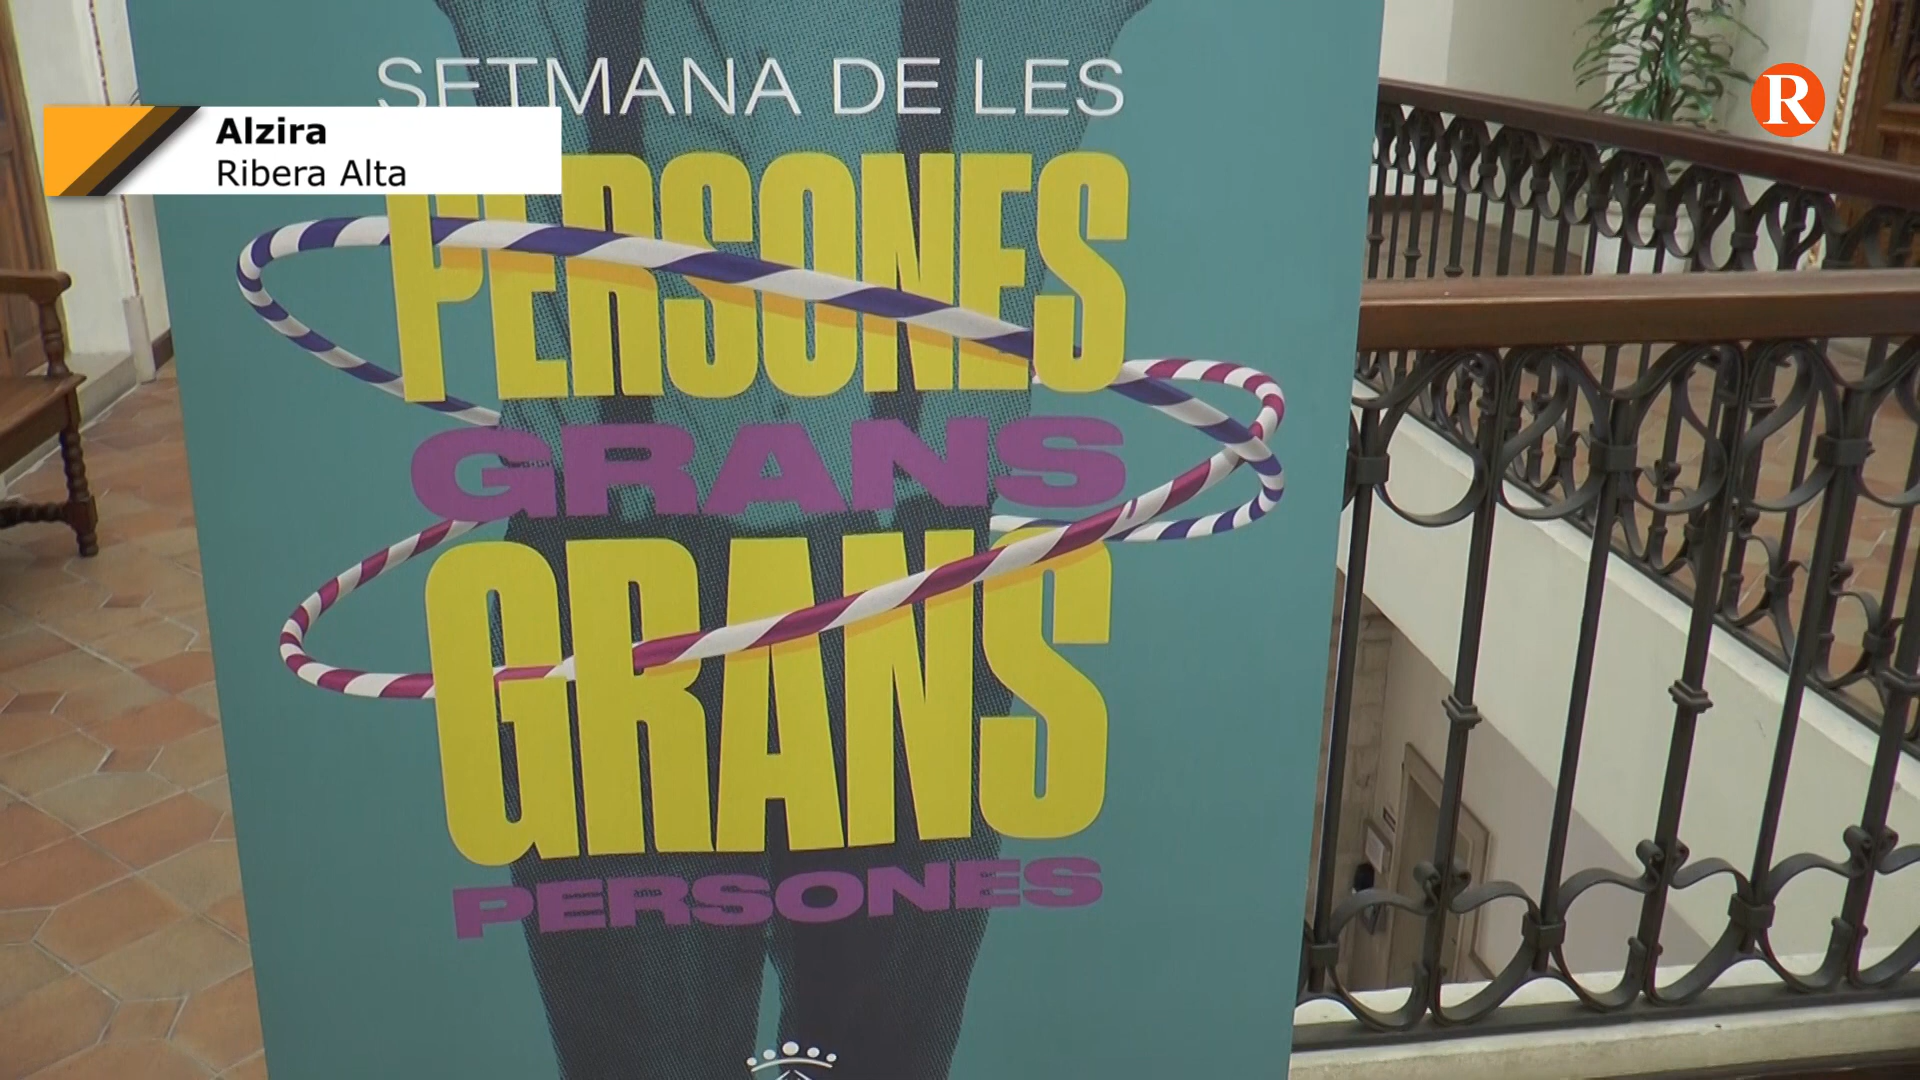 SETMANA DE LES
Alzira
Ribera Alta
PERSONES
GRANS
GRANS
PERSONES
R